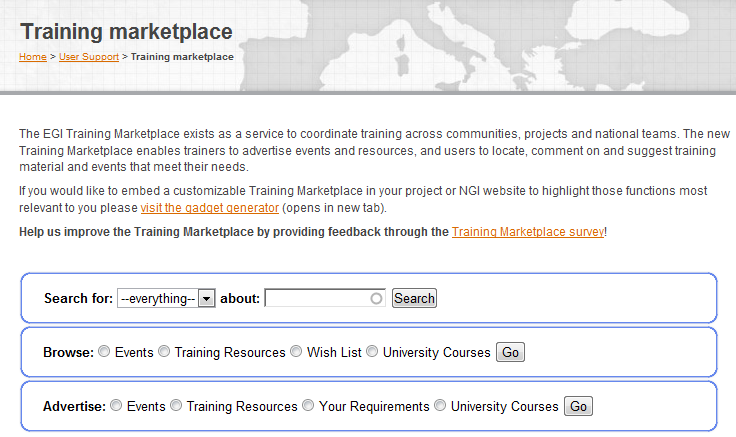 Training marketplace
Home > User Support > Training marketplace
The EGI Training Marketplace exists as a service to coordinate training across communities, projects and national teams. The new
Training Marketplace enables trainers to advertise events and resources, and users to locate, comment on and suggest training
material and events that meet their needs.
If you would like to embed a customizable Training Marketplace in your project or NGI website to highlight those functions most
relevant to you please visit the gadget generator (opens in new tab).
Help us improve the Training Marketplace by providing feedback through the Training Marketplace survey!
Search for: --everything-- about: Search
Browse: Events Training Resources Wish List University Courses Go
Advertise: Events Training Resources Your Requirements University Courses Go